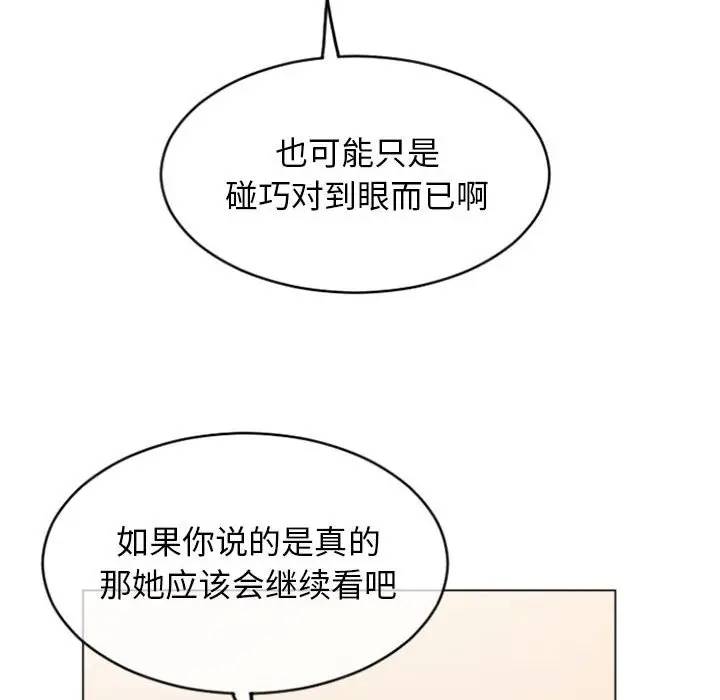 也可能只是
碰巧对到眼而已啊
如果你说的是真的
那她应该会继续看吧